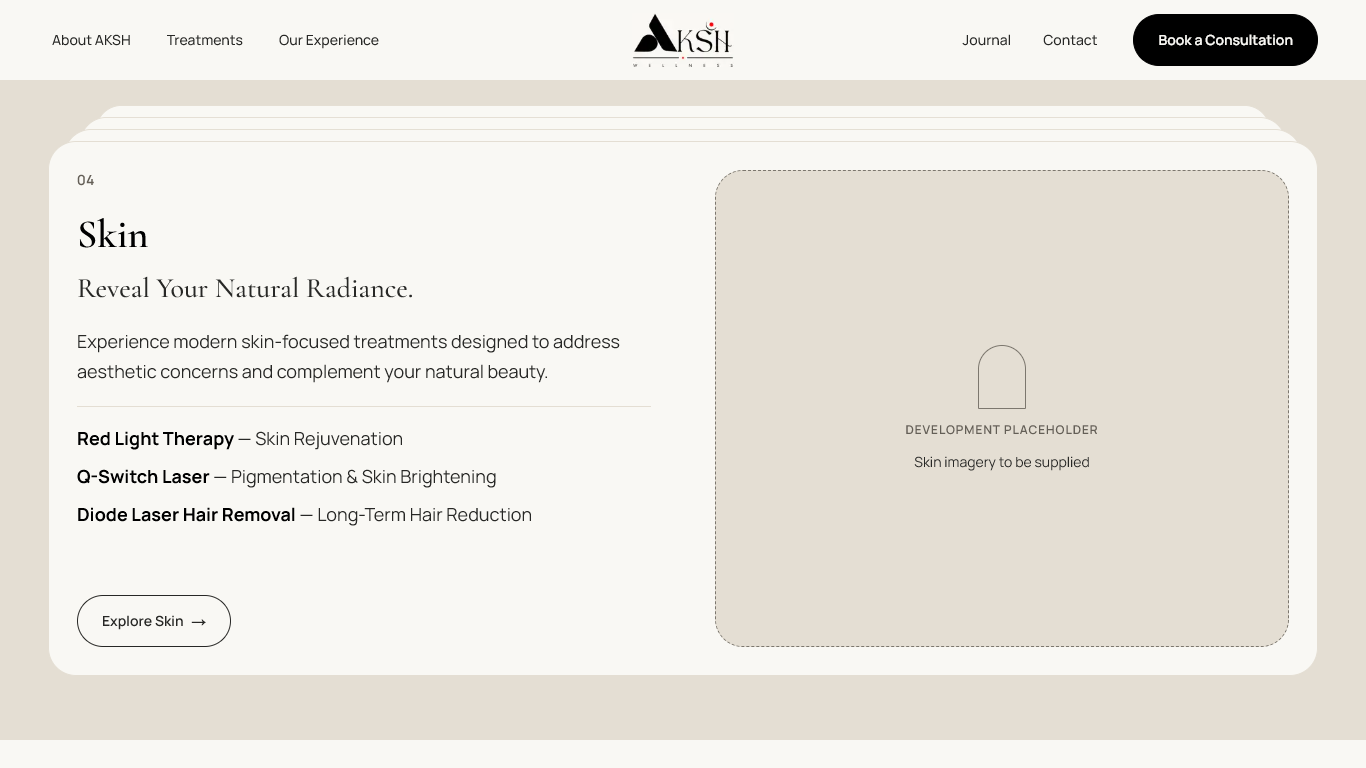 About AKSH
Treatments
Our Experience
AKSH
WELLNESS
Journal
Contact
Book a Consultation
04
Skin
Reveal Your Natural Radiance.
Experience modern skin-focused treatments designed to address
aesthetic concerns and complement your natural beauty.
Red Light Therapy — Skin Rejuvenation
Q-Switch Laser — Pigmentation & Skin Brightening
Diode Laser Hair Removal — Long-Term Hair Reduction
Explore Skin →
DEVELOPMENT PLACEHOLDER
Skin imagery to be supplied